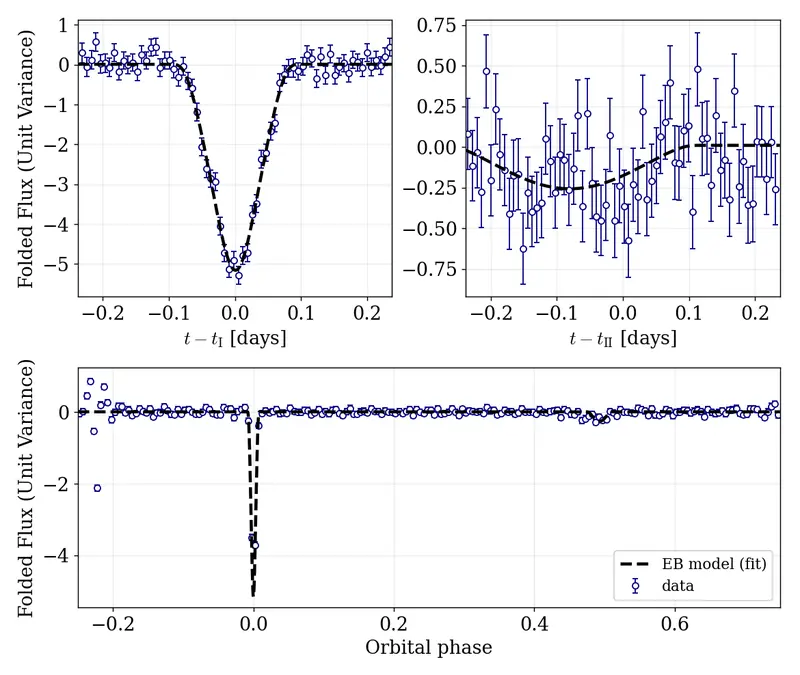 Folded Flux (Unit Variance)
1
0
−1
−2
−3
−4
−5
−0.2 −0.1 0.0 0.1 0.2
t − tI [days]
0.75
0.50
0.25
0.00
−0.25
−0.50
−0.75
−0.2 −0.1 0.0 0.1 0.2
t − tII [days]
Folded Flux (Unit Variance)
0
−2
−4
−0.2 0.0 0.2 0.4 0.6
Orbital phase
EB model (fit)
data